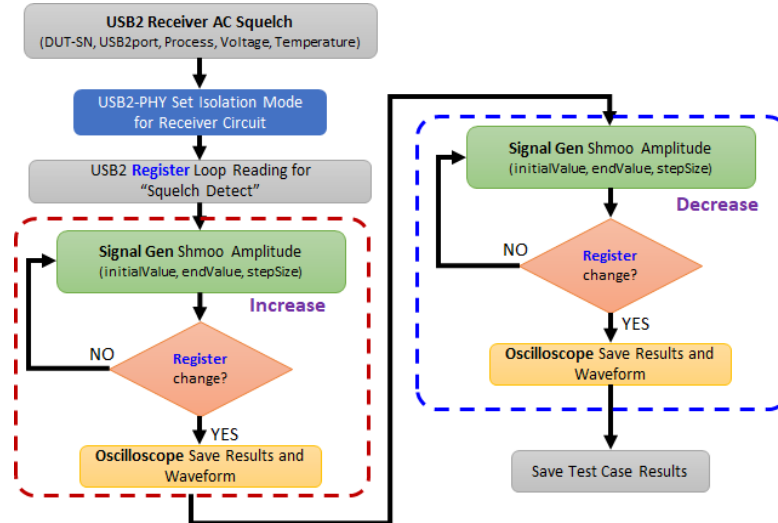 USB2 Receiver AC Squelch
(DUT-SN, USB2port, Process, Voltage, Temperature)
USB2-PHY Set Isolation Mode
for Receiver Circuit
USB2 Register Loop Reading for
“Squelch Detect”
Signal Gen Shmoo Amplitude
(initialValue, endValue, stepSize)
Increase
NO
Register
change?
YES
Oscilloscope Save Results and
Waveform
Signal Gen Shmoo Amplitude
(initialValue, endValue, stepSize)
Decrease
NO
Register
change?
YES
Oscilloscope Save Results and
Waveform
Save Test Case Results